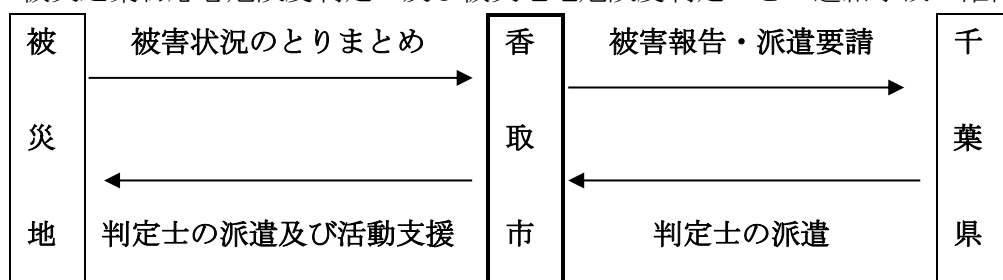 被災地
被害状況のとりまとめ
判定士の派遣及び活動支援
香取市
被害報告・派遣要請
判定士の派遣
千葉県